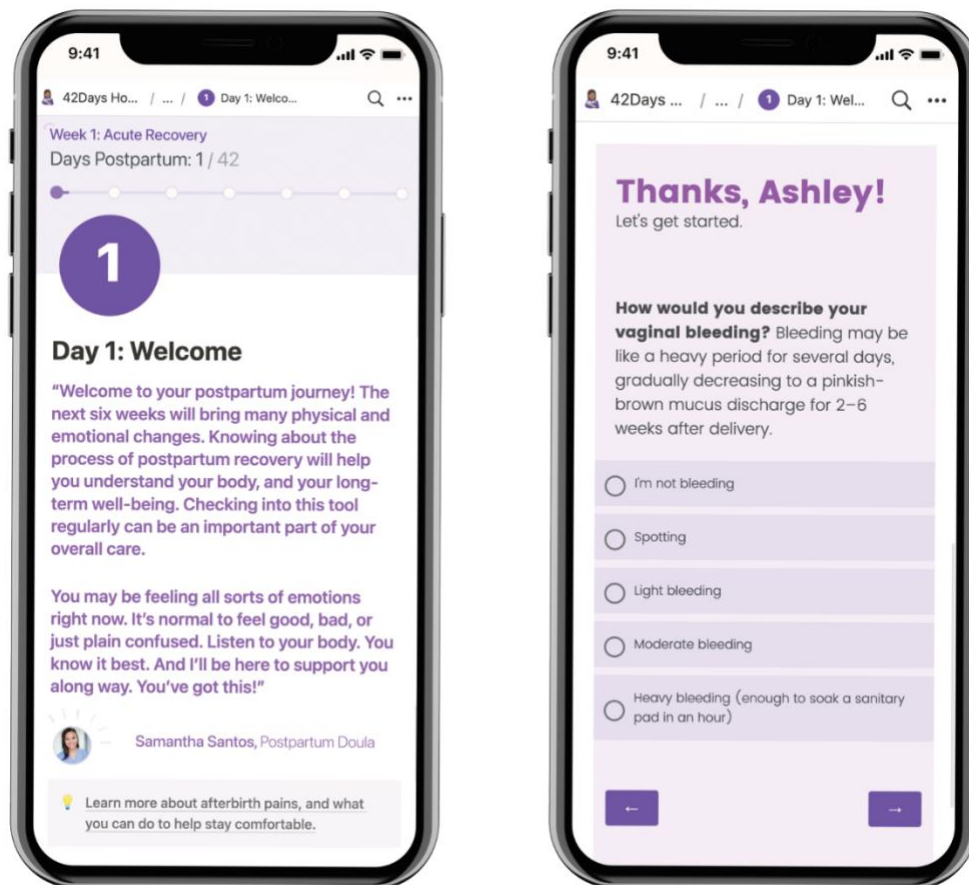 9:41
42Days Ho... / ... / 1 Day 1: Welco...
Week 1: Acute Recovery
Days Postpartum: 1 / 42
1
Day 1: Welcome
“Welcome to your postpartum journey! The
next six weeks will bring many physical and
emotional changes. Knowing about the
process of postpartum recovery will help
you understand your body, and your long-
term well-being. Checking into this tool
regularly can be an important part of your
overall care.
You may be feeling all sorts of emotions
right now. It’s normal to feel good, bad, or
just plain confused. Listen to your body. You
know it best. And I’ll be here to support you
along way. You’ve got this!”
Samantha Santos, Postpartum Doula
Learn more about afterbirth pains, and what
you can do to help stay comfortable.
9:41
42Days ... / ... / 1 Day 1: Wel...
Thanks, Ashley!
Let's get started.
How would you describe your
vaginal bleeding? Bleeding may be
like a heavy period for several days,
gradually decreasing to a pinkish-
brown mucus discharge for 2–6
weeks after delivery.
I'm not bleeding
Spotting
Light bleeding
Moderate bleeding
Heavy bleeding (enough to soak a sanitary
pad in an hour)